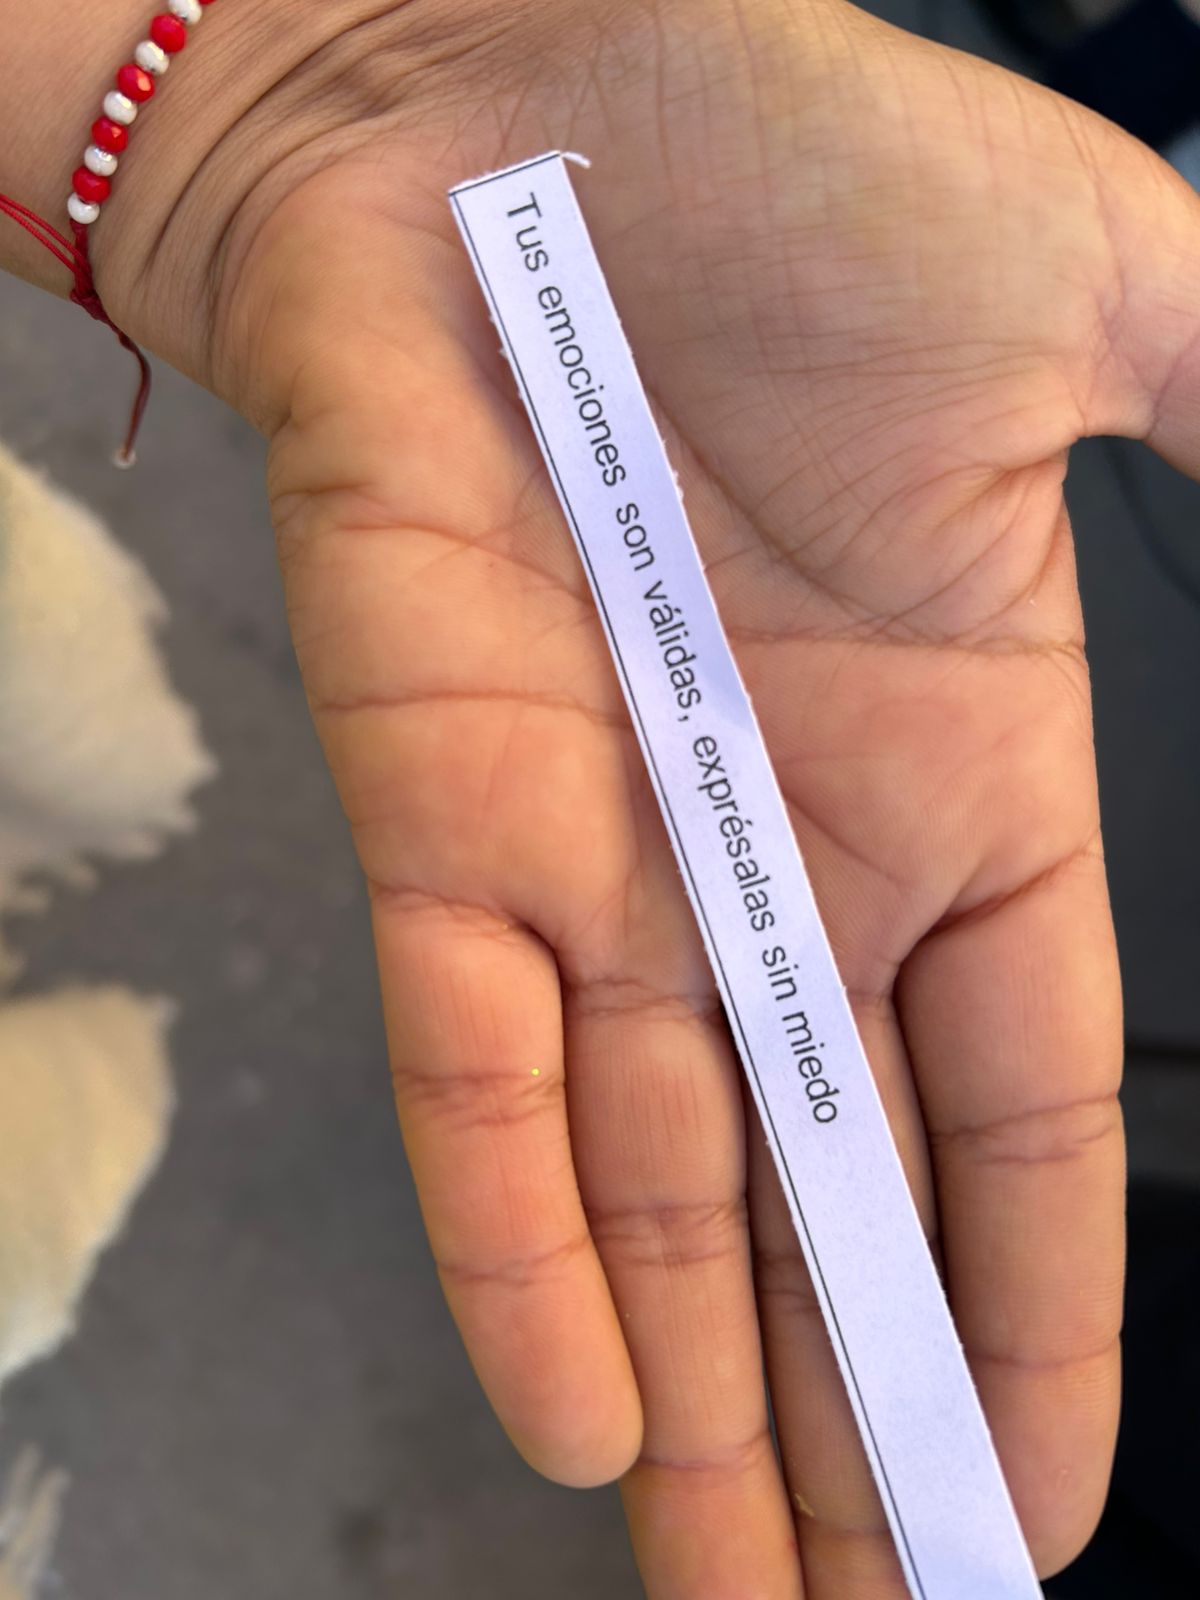 Tus emociones son válidas, exprésalas sin miedo